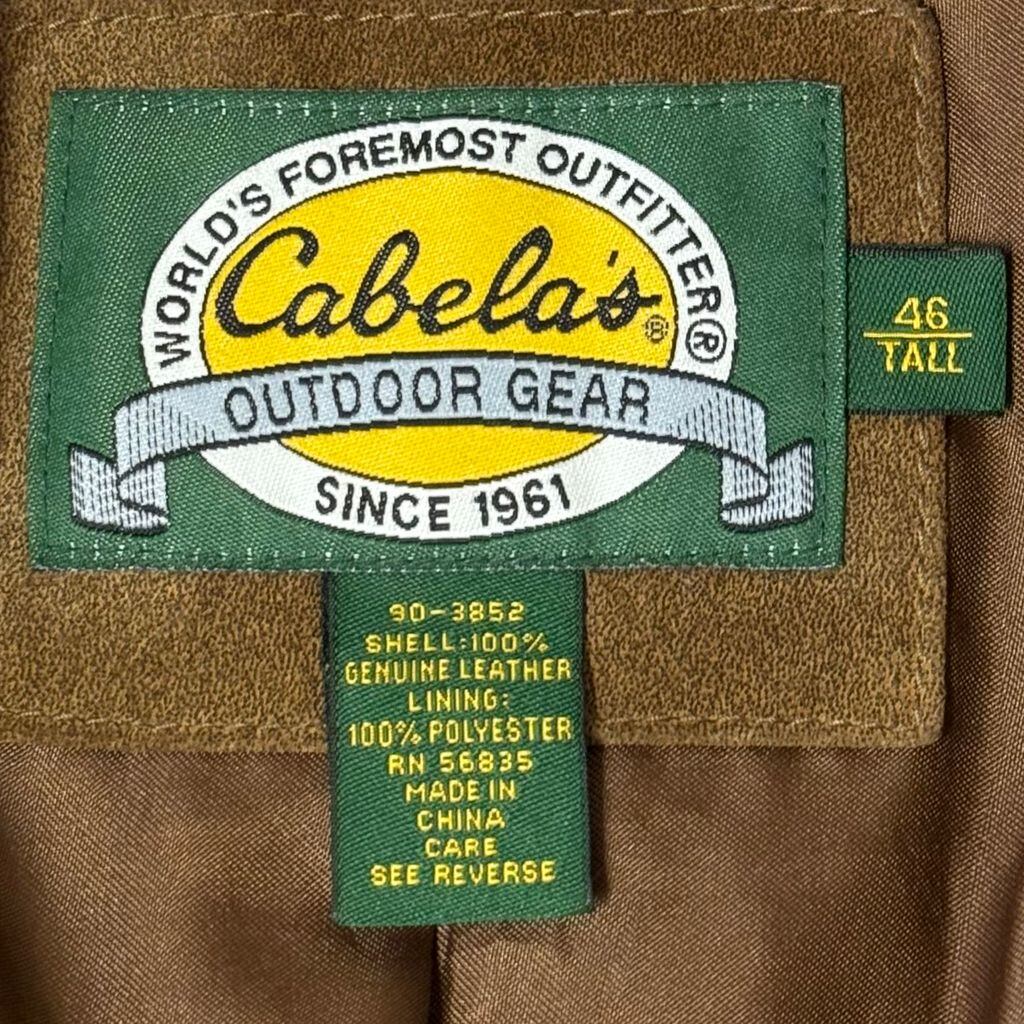 WORLD'S FOREMOST OUTFITTER®
Cabela's®
OUTDOOR GEAR
SINCE 1961
46
TALL
90-3852
SHELL:100%
GENUINE LEATHER
LINING:
100% POLYESTER
RN 56835
MADE IN
CHINA
CARE
SEE REVERSE